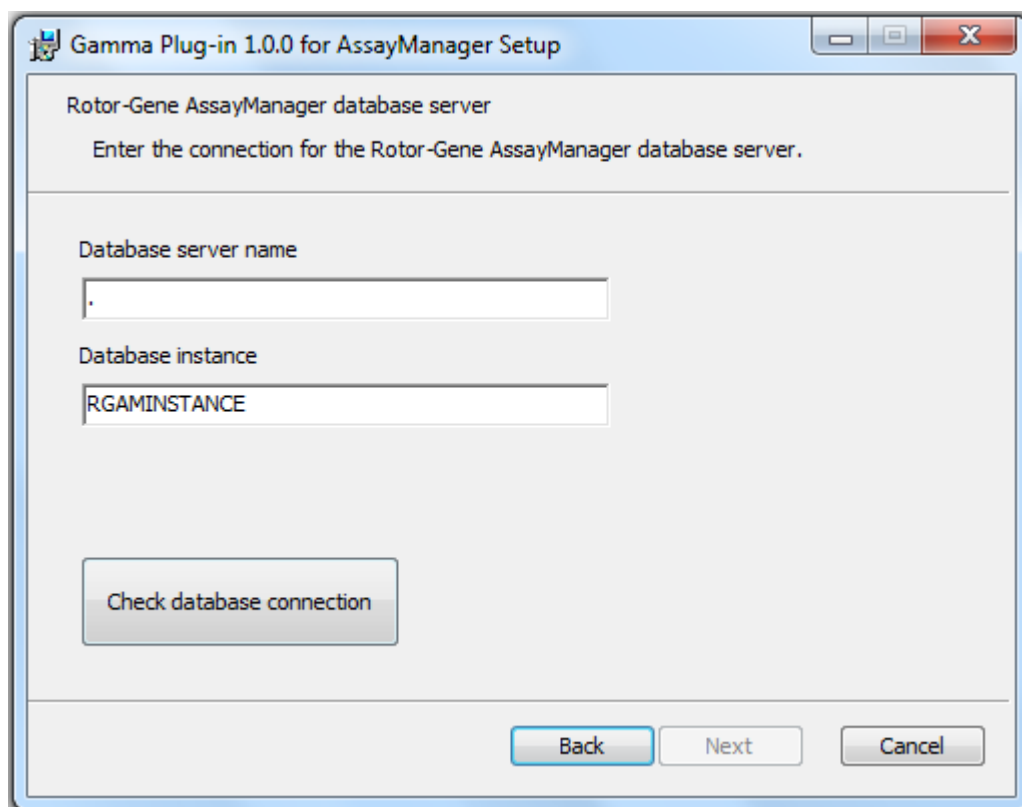 Gamma Plug-in 1.0.0 for AssayManager Setup
Rotor-Gene AssayManager database server
Enter the connection for the Rotor-Gene AssayManager database server.
Database server name
.
Database instance
RGAMINSTANCE
Check database connection
Back Next Cancel